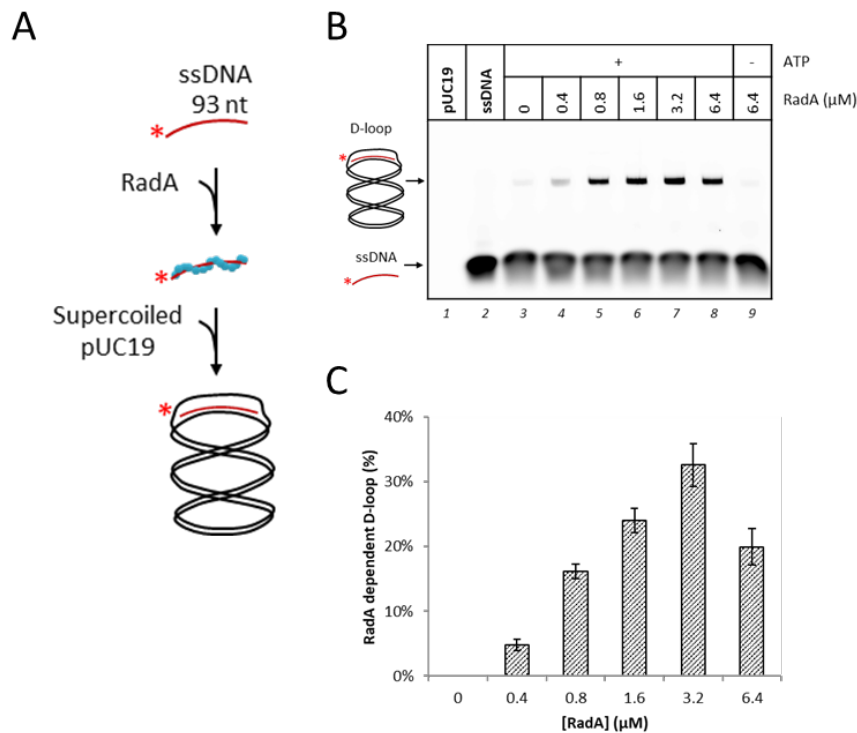 A
ssDNA
93 nt
*
RadA
*
Supercoiled
pUC19
*
B
pUC19
ssDNA
+
-
ATP
0
0.4
0.8
1.6
3.2
6.4
6.4
RadA (µM)
D-loop
*
ssDNA
*
1 2 3 4 5 6 7 8 9
C
RadA dependent D-loop (%)
40%
30%
20%
10%
0%
0 0.4 0.8 1.6 3.2 6.4
[RadA] (µM)